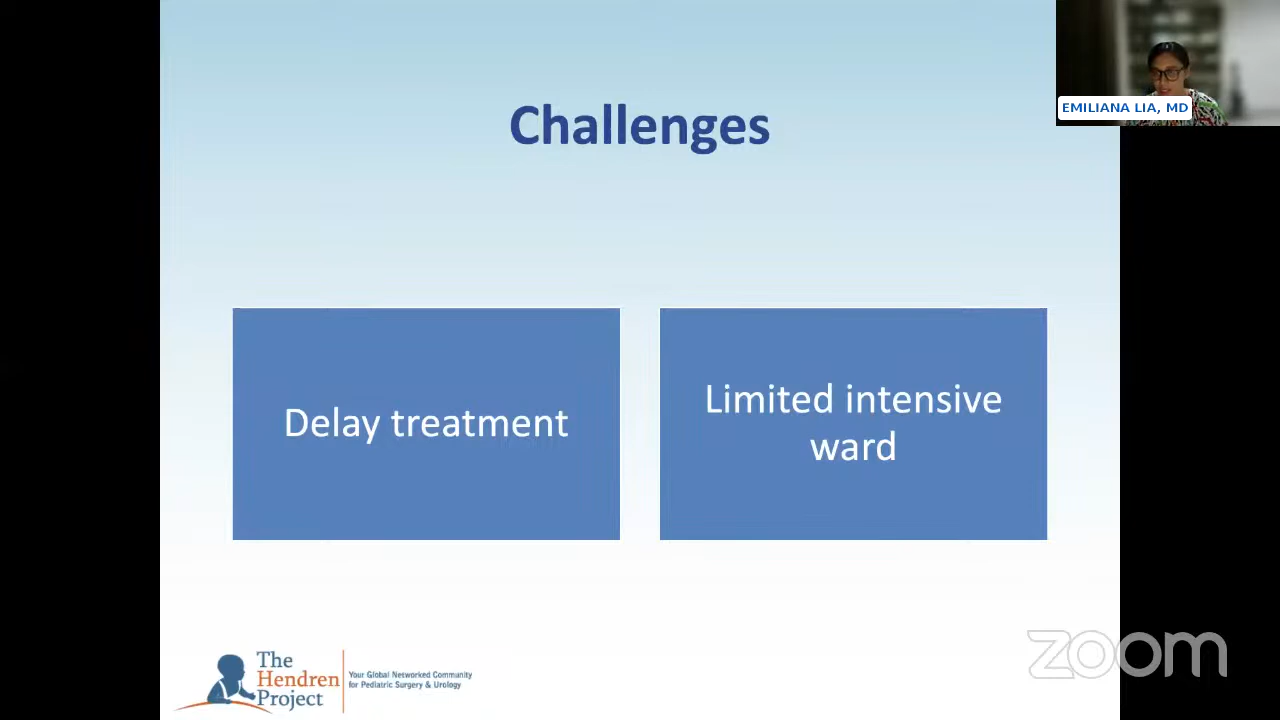 EMILIANA LIA, MD
Challenges
Delay treatment
Limited intensive
ward
The
Hendren
Project
Your Global Networked Community
for Pediatric Surgery & Urology
zoom